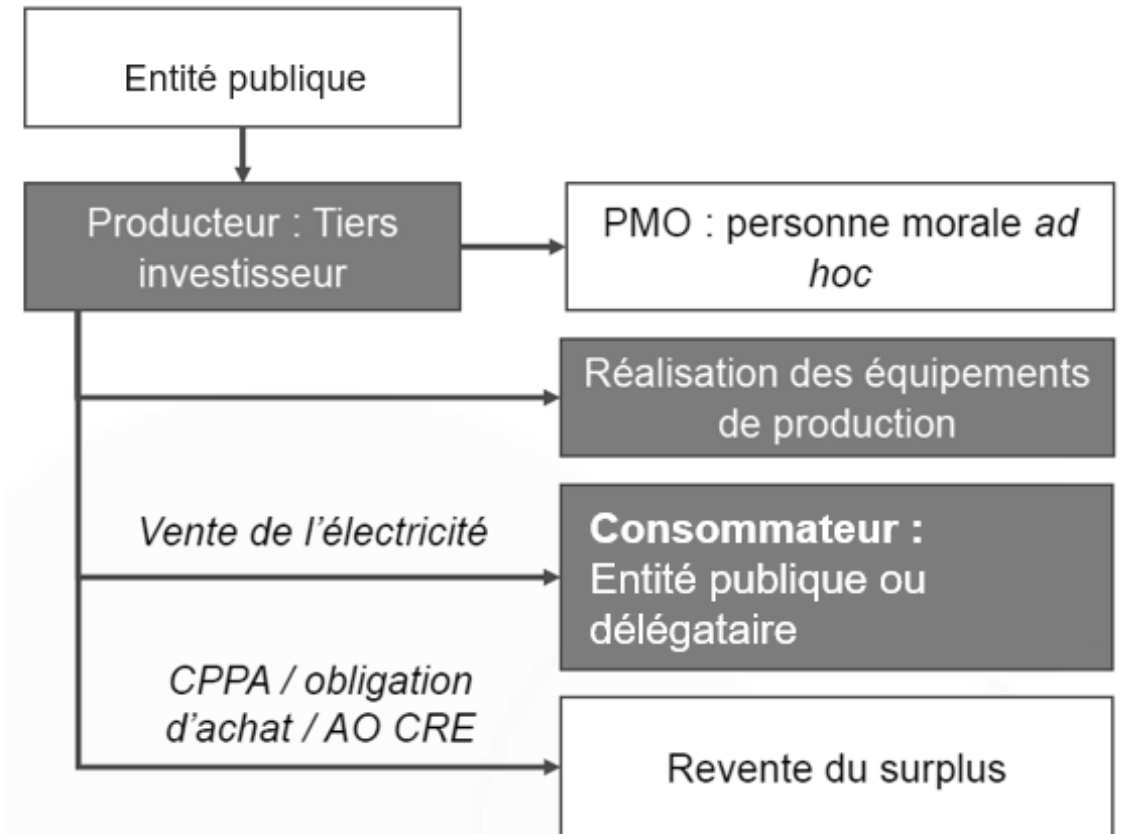 Entité publique
Producteur : Tiers
investisseur
PMO : personne morale ad
hoc
Réalisation des équipements
de production
Vente de l’électricité
Consommateur :
Entité publique ou
délégataire
CPPA / obligation
d’achat / AO CRE
Revente du surplus